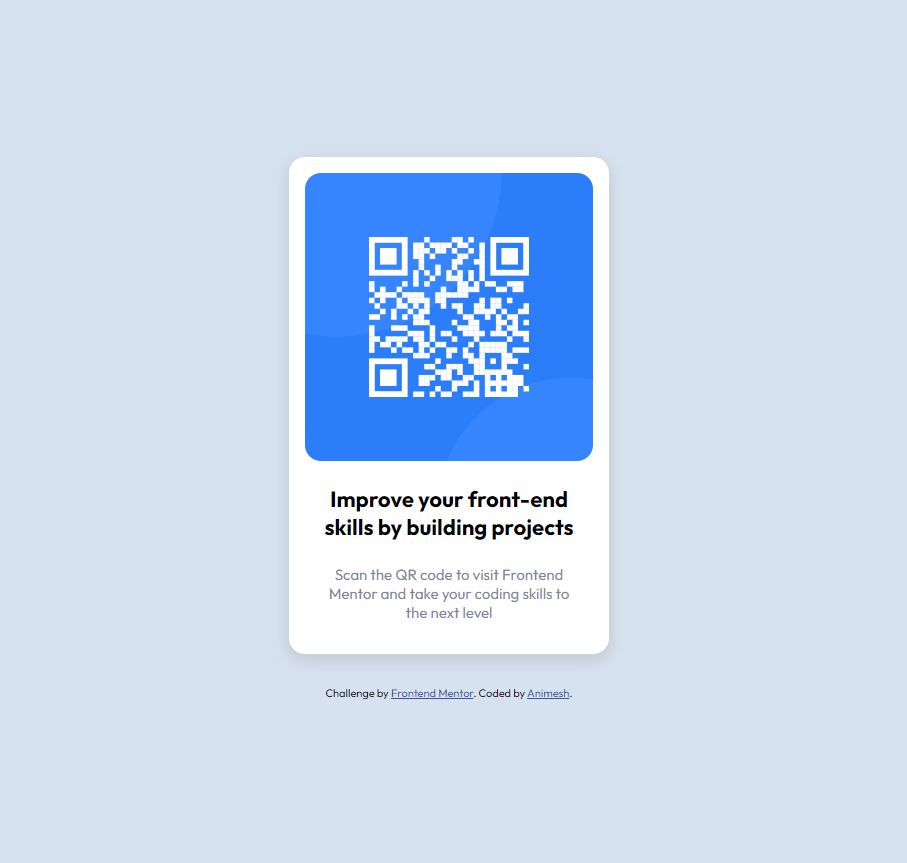 Improve your front-end
skills by building projects
Scan the QR code to visit Frontend
Mentor and take your coding skills to
the next level
Challenge by Frontend Mentor. Coded by Animesh.